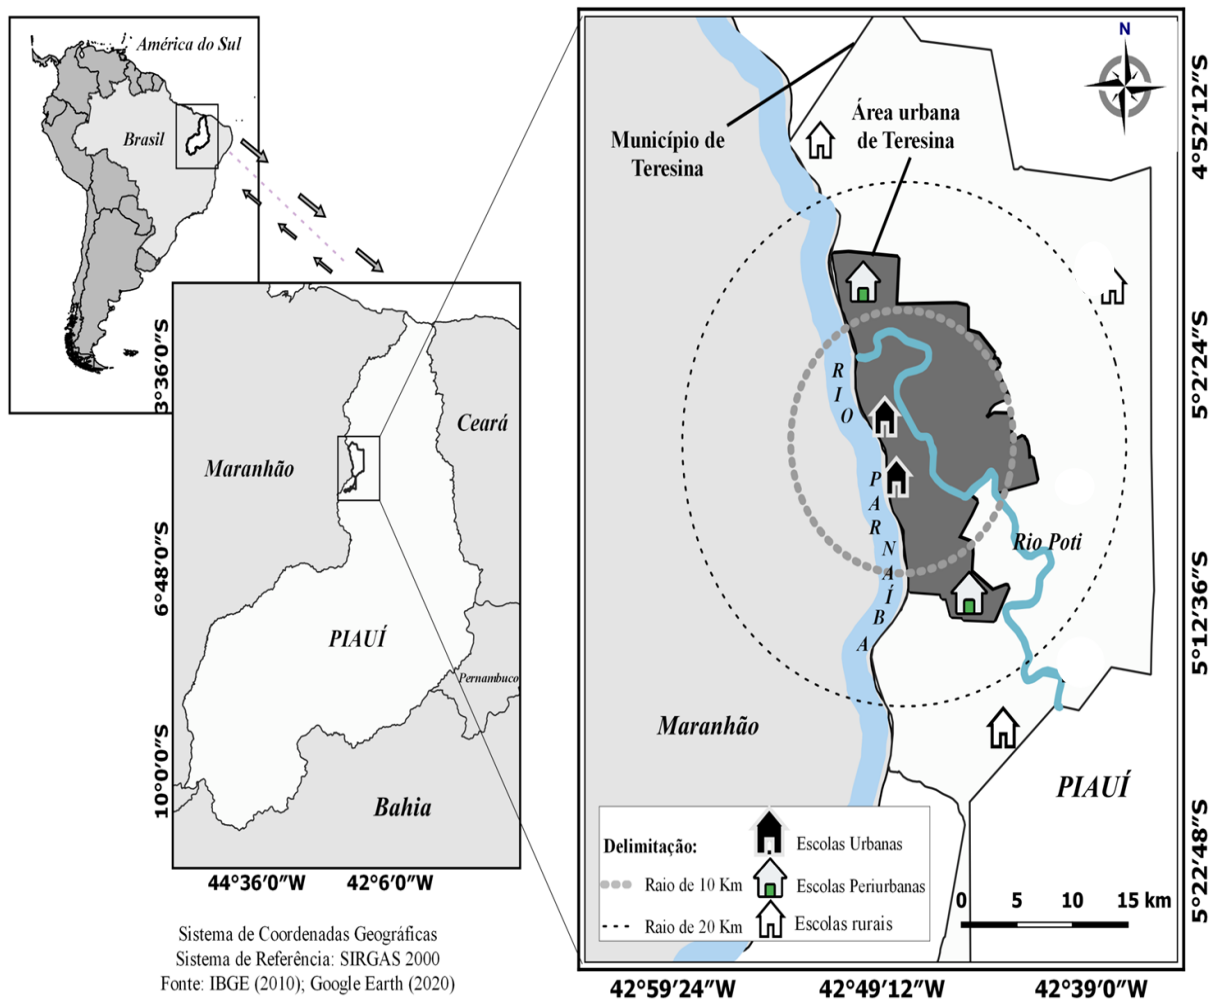 América do Sul
Brasil
3°36'0"S
6°48'0"S
10°0'0"S
Maranhão
Ceará
PIAUÍ
Pernambuco
Bahia
44°36'0"W
42°6'0"W
Sistema de Coordenadas Geográficas
Sistema de Referência: SIRGAS 2000
Fonte: IBGE (2010); Google Earth (2020)
N
Município de
Teresina
Área urbana
de Teresina
RIO
PARNAÍBA
Rio Poti
Maranhão
PIAUÍ
Delimitação:
Raio de 10 Km
Raio de 20 Km
Escolas Urbanas
Escolas Periurbanas
Escolas rurais
0 5 10 15 km
4°52'12"S
5°2'24"S
5°12'36"S
5°22'48"S
42°59'24"W
42°49'12"W
42°39'0"W